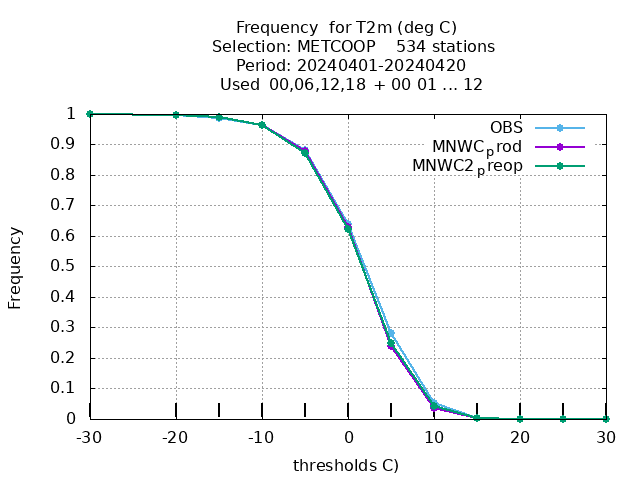 Frequency  for T2m (deg C)
Selection: METCOOP    534 stations
Period: 20240401-20240420
Used  00,06,12,18  + 00 01 ... 12
OBS
MNWCprod
MNWC2preop
Frequency
1
0.9
0.8
0.7
0.6
0.5
0.4
0.3
0.2
0.1
0
-30
-20
-10
0
10
20
30
thresholds C)